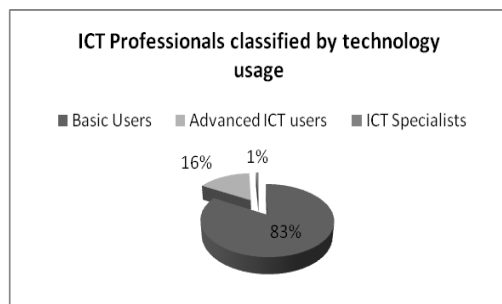 ICT Professionals classified by technology
usage
Basic Users Advanced ICT users ICT Specialists
16% 1%
83%